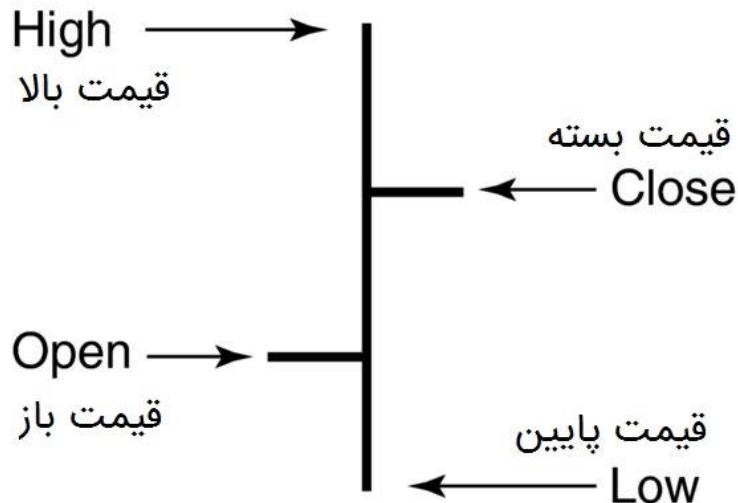 High
قیمت بالا
قیمت بسته
Close
Open
قیمت باز
قیمت پایین
Low